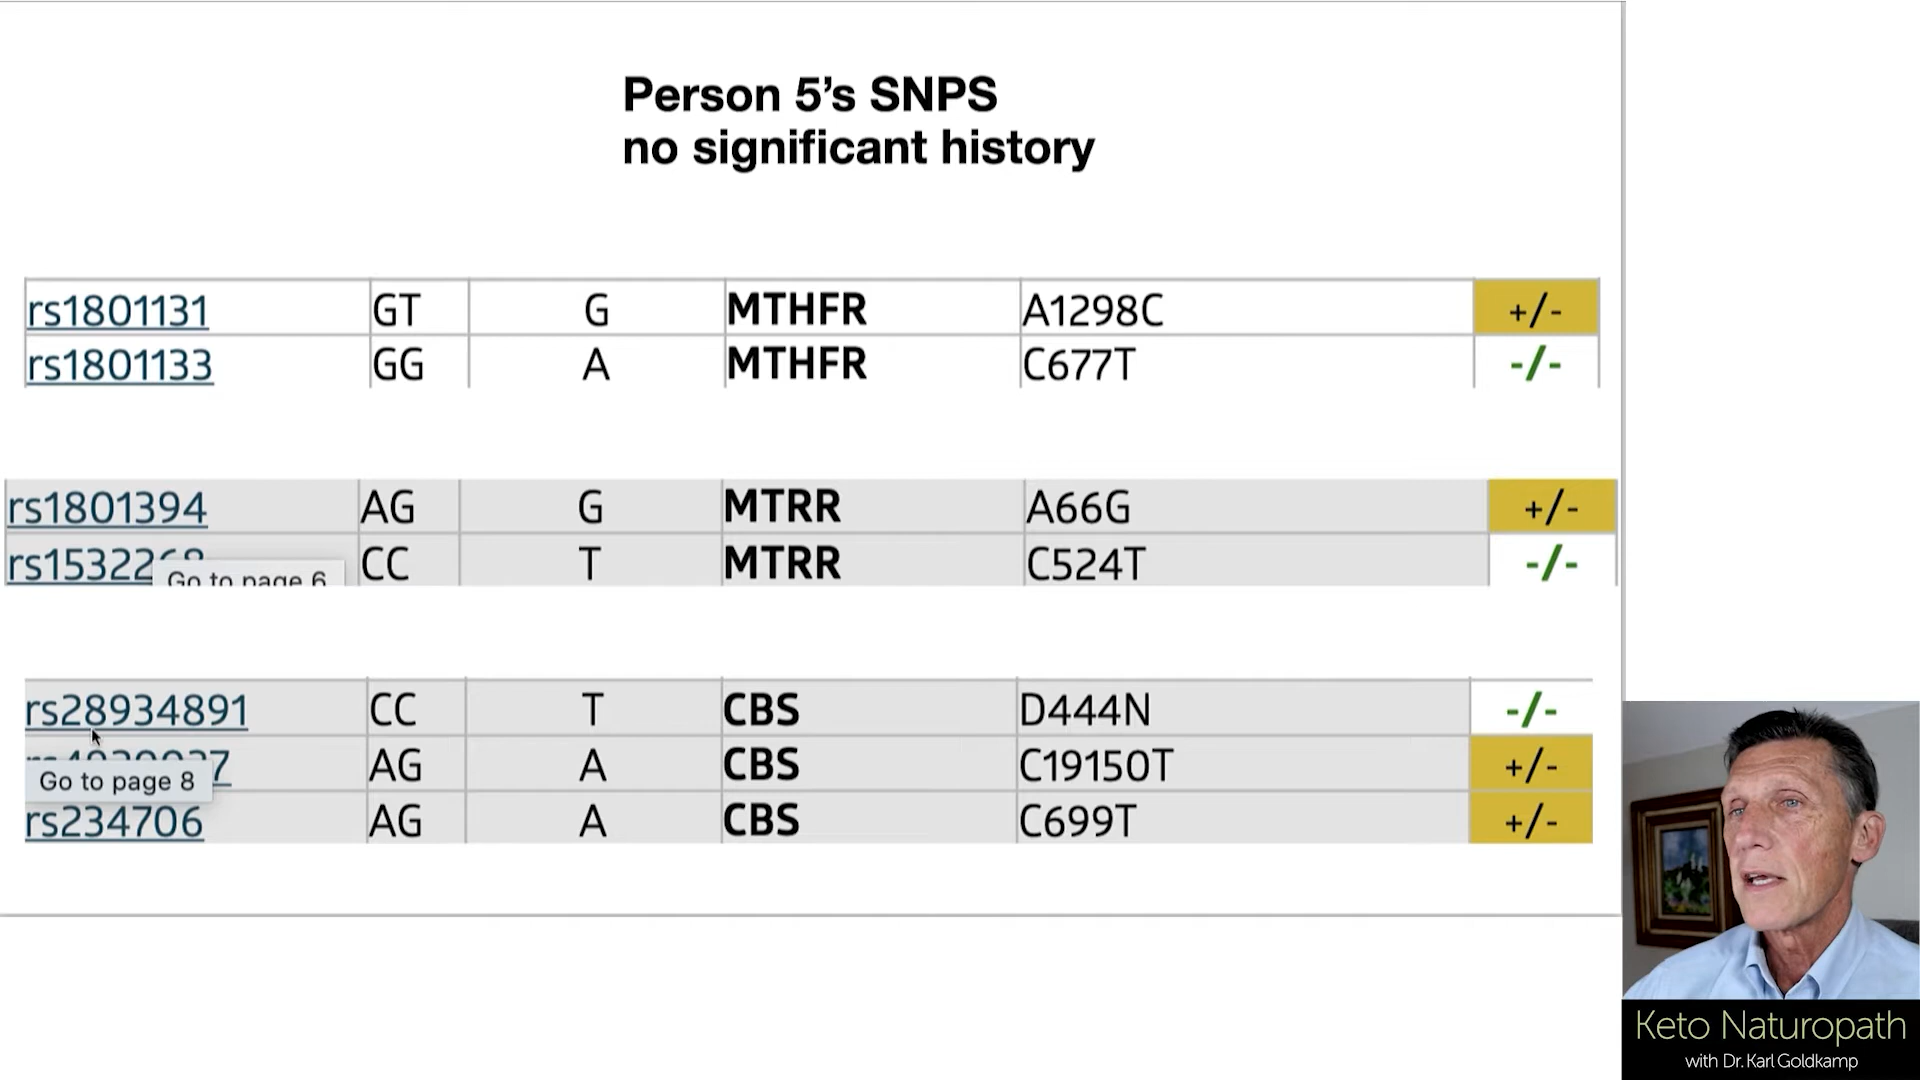 Person 5's SNPS
no significant history
rs1801131 GT G MTHFR A1298C +/-
rs1801133 GG A MTHFR C677T -/-
rs1801394 AG G MTRR A66G +/-
CC T MTRR C524T -/-
Go to page 6
rs28934891 CC T CBS D444N -/-
AG A CBS C19150T +/-
Go to page 8
rs234706 AG A CBS C699T +/-
Keto Naturopath
with Dr. Karl Goldkamp